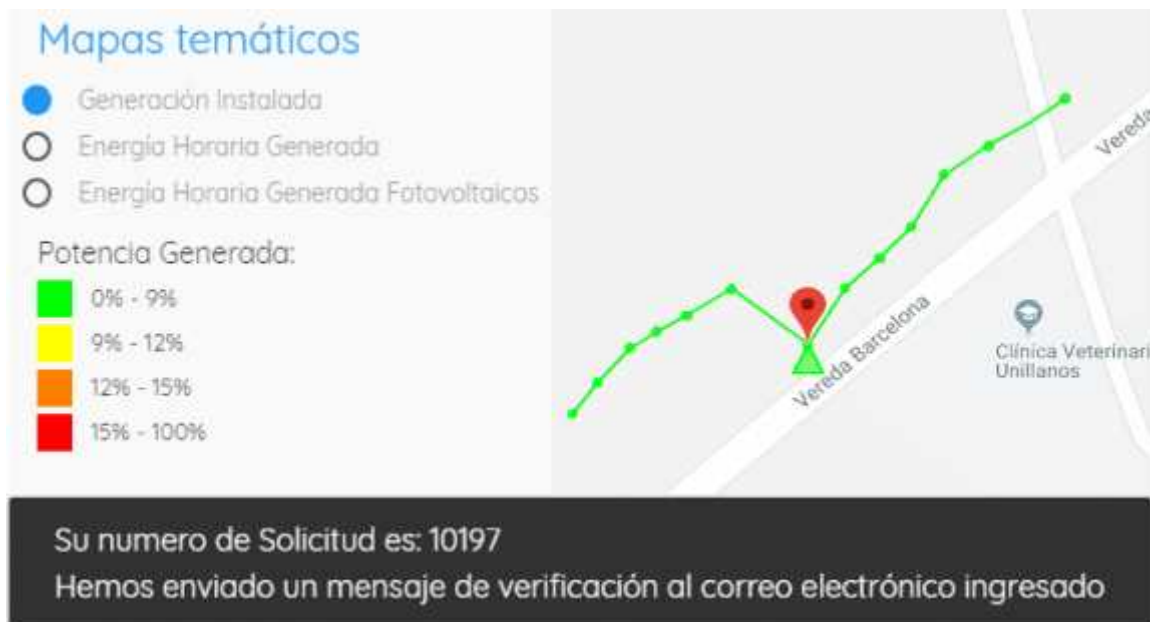 Mapas temáticos
Generación Instalada
Energía Horaria Generada
Energía Horaria Generada Fotovoltaicos
Potencia Generada:
0% - 9%
9% - 12%
12% - 15%
15% - 100%
Vereda
Vereda Barcelona
Clínica Veterinari
Unillanos
Su numero de Solicitud es: 10197
Hemos enviado un mensaje de verificación al correo electrónico ingresado